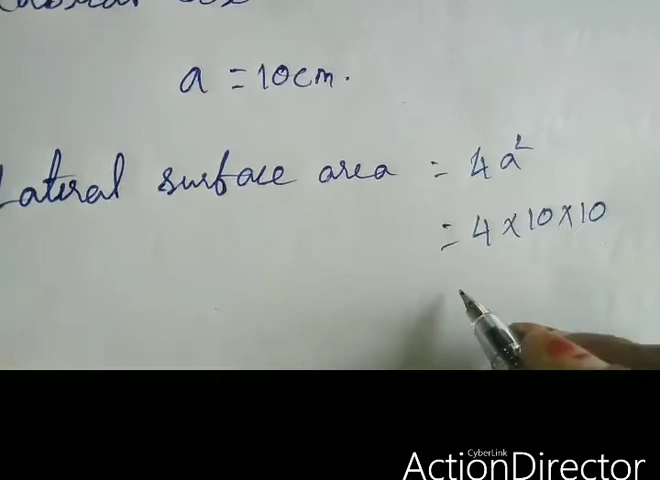 a = 10cm.
Lateral surface area = 4a²
= 4 × 10 × 10
CyberLink
ActionDirector